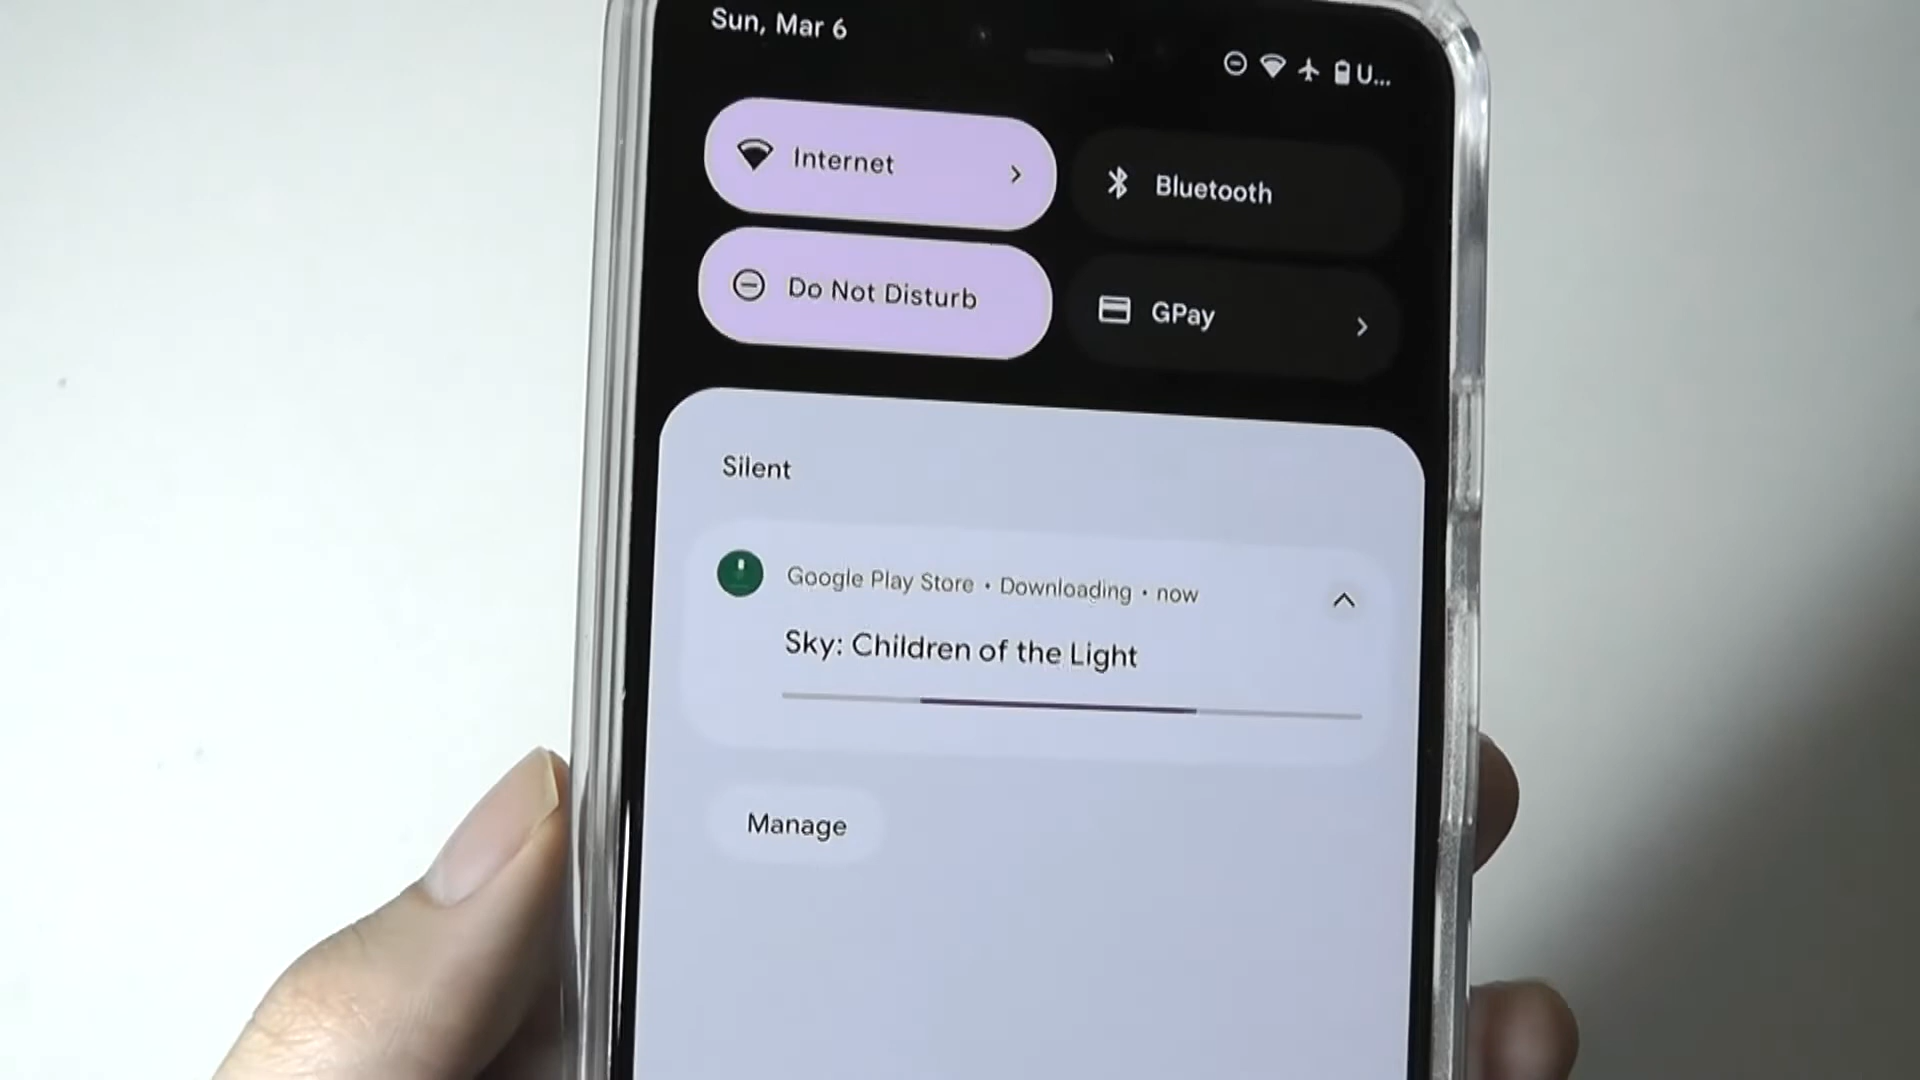 Sun, Mar 6
U...
Internet
Bluetooth
Do Not Disturb
GPay
Silent
Google Play Store • Downloading • now
Sky: Children of the Light
Manage